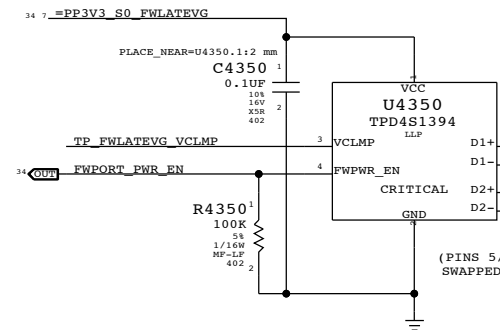 34 7 =PP3V3_S0_FWLATEVG
PLACE_NEAR=U4350.1:2 mm
C4350 1
0.1UF
10%
16V
X5R
402
2
1
VCC
U4350
TPD4S1394
LLP
TP_FWLATEVG_VCLMP 3 VCLMP D1+
D1-
34 OUT FWPORT_PWR_EN 4 FWPWR_EN
CRITICAL D2+
D2-
GND
2
R4350 1
100K
5%
1/16W
MF-LF
402 2
(PINS 5/
SWAPPED